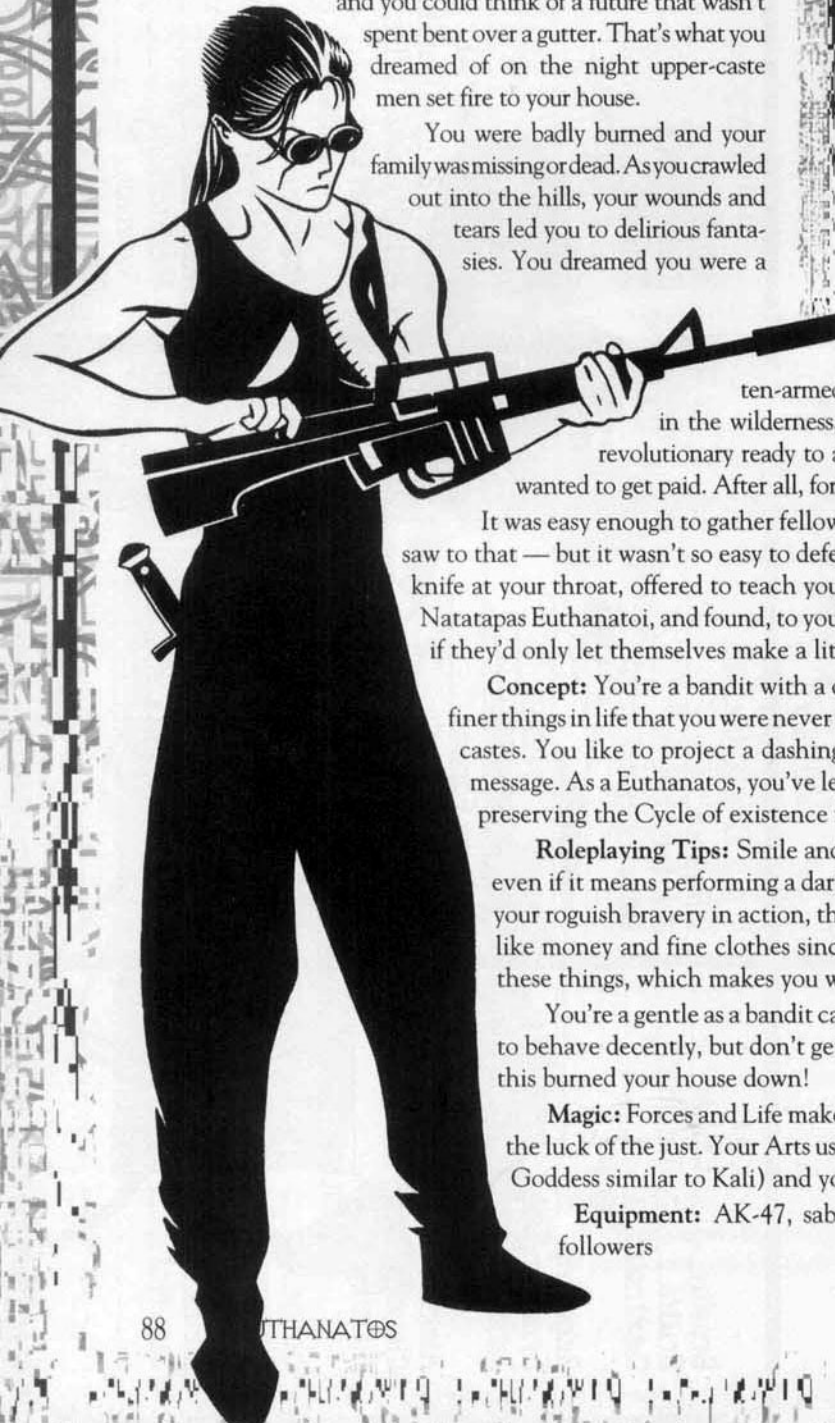 and you could think of a future that wasn't
spent bent over a gutter. That's what you
dreamed of on the night upper-caste
men set fire to your house.
You were badly burned and your
family was missing or dead. As you crawled
out into the hills, your wounds and
tears led you to delirious fanta-
sies. You dreamed you were a
ten-armed
in the wilderness
revolutionary ready to a
wanted to get paid. After all, for
It was easy enough to gather fellow
saw to that — but it wasn't so easy to defe
knife at your throat, offered to teach you
Natatapas Euthanatoi, and found, to you
if they'd only let themselves make a lit
Concept: You're a bandit with a
finer things in life that you were never
castes. You like to project a dashing
message. As a Euthanatos, you've le
preserving the Cycle of existence
Roleplaying Tips: Smile and
even if it means performing a dar
your roguish bravery in action, th
like money and fine clothes sinc
these things, which makes you w
You're a gentle as a bandit ca
to behave decently, but don't ge
this burned your house down!
Magic: Forces and Life make
the luck of the just. Your Arts us
Goddess similar to Kali) and yo
Equipment: AK-47, sab
followers
88 UTHANATOS